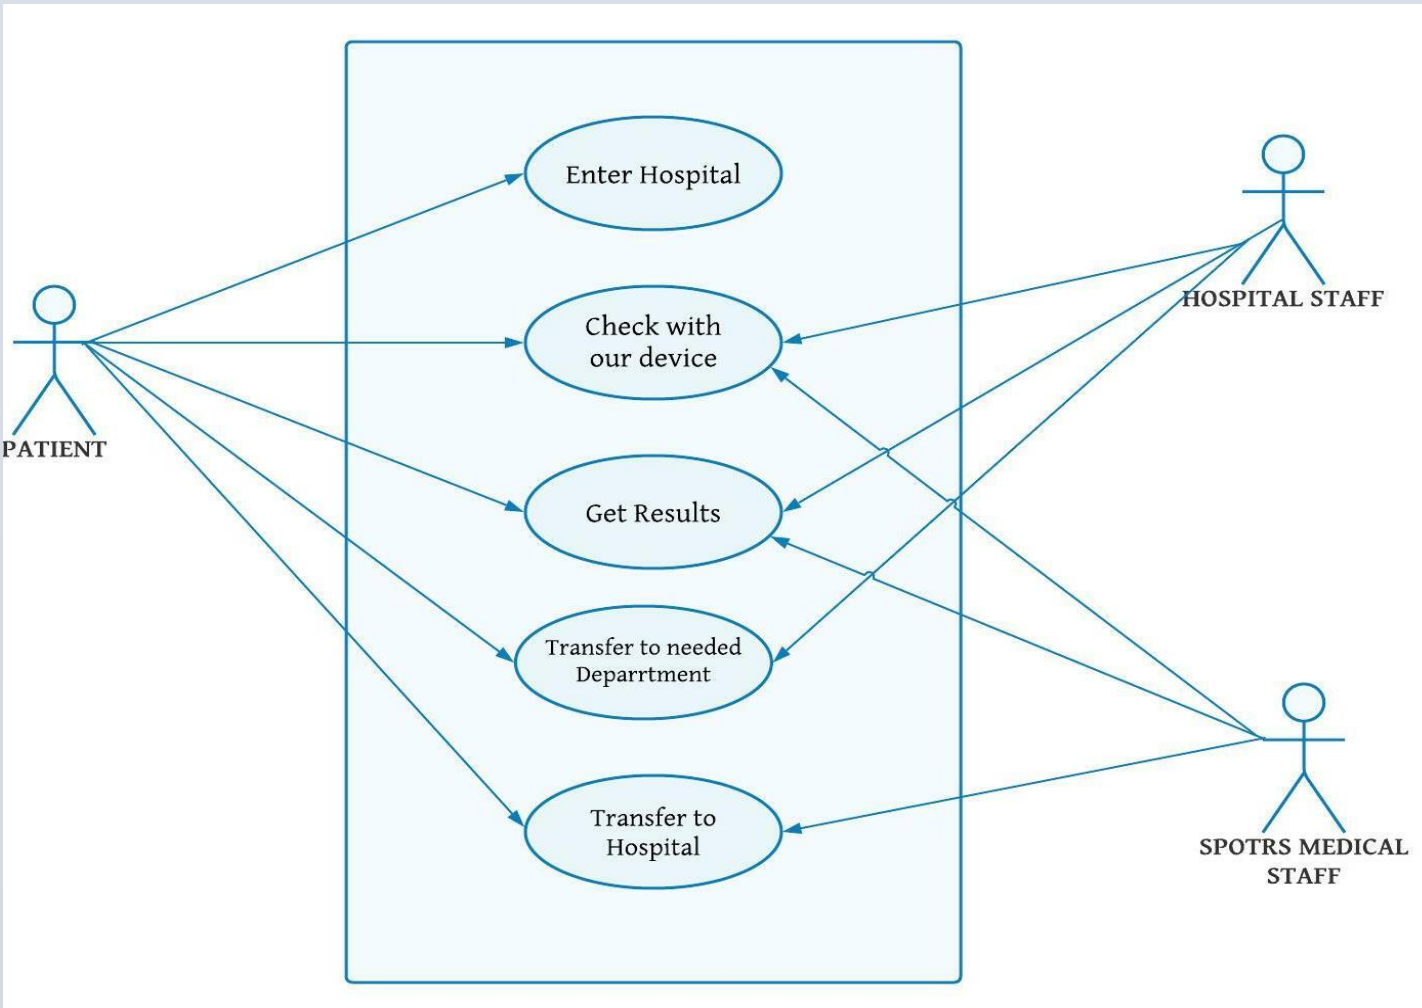 Enter Hospital
Check with
our device
Get Results
Transfer to needed
Deparrtment
Transfer to
Hospital
PATIENT
HOSPITAL STAFF
SPOTRS MEDICAL
STAFF